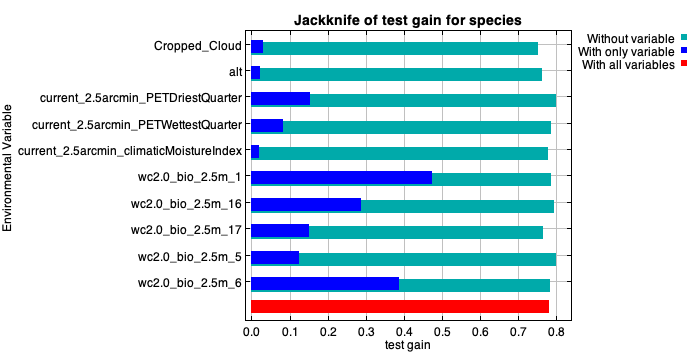 Jackknife of test gain for species
Without variable
With only variable
With all variables
Environmental Variable
Cropped_Cloud
alt
current_2.5arcmin_PETDriestQuarter
current_2.5arcmin_PETWettestQuarter
current_2.5arcmin_climaticMoistureIndex
wc2.0_bio_2.5m_1
wc2.0_bio_2.5m_16
wc2.0_bio_2.5m_17
wc2.0_bio_2.5m_5
wc2.0_bio_2.5m_6
0.0 0.1 0.2 0.3 0.4 0.5 0.6 0.7 0.8
test gain